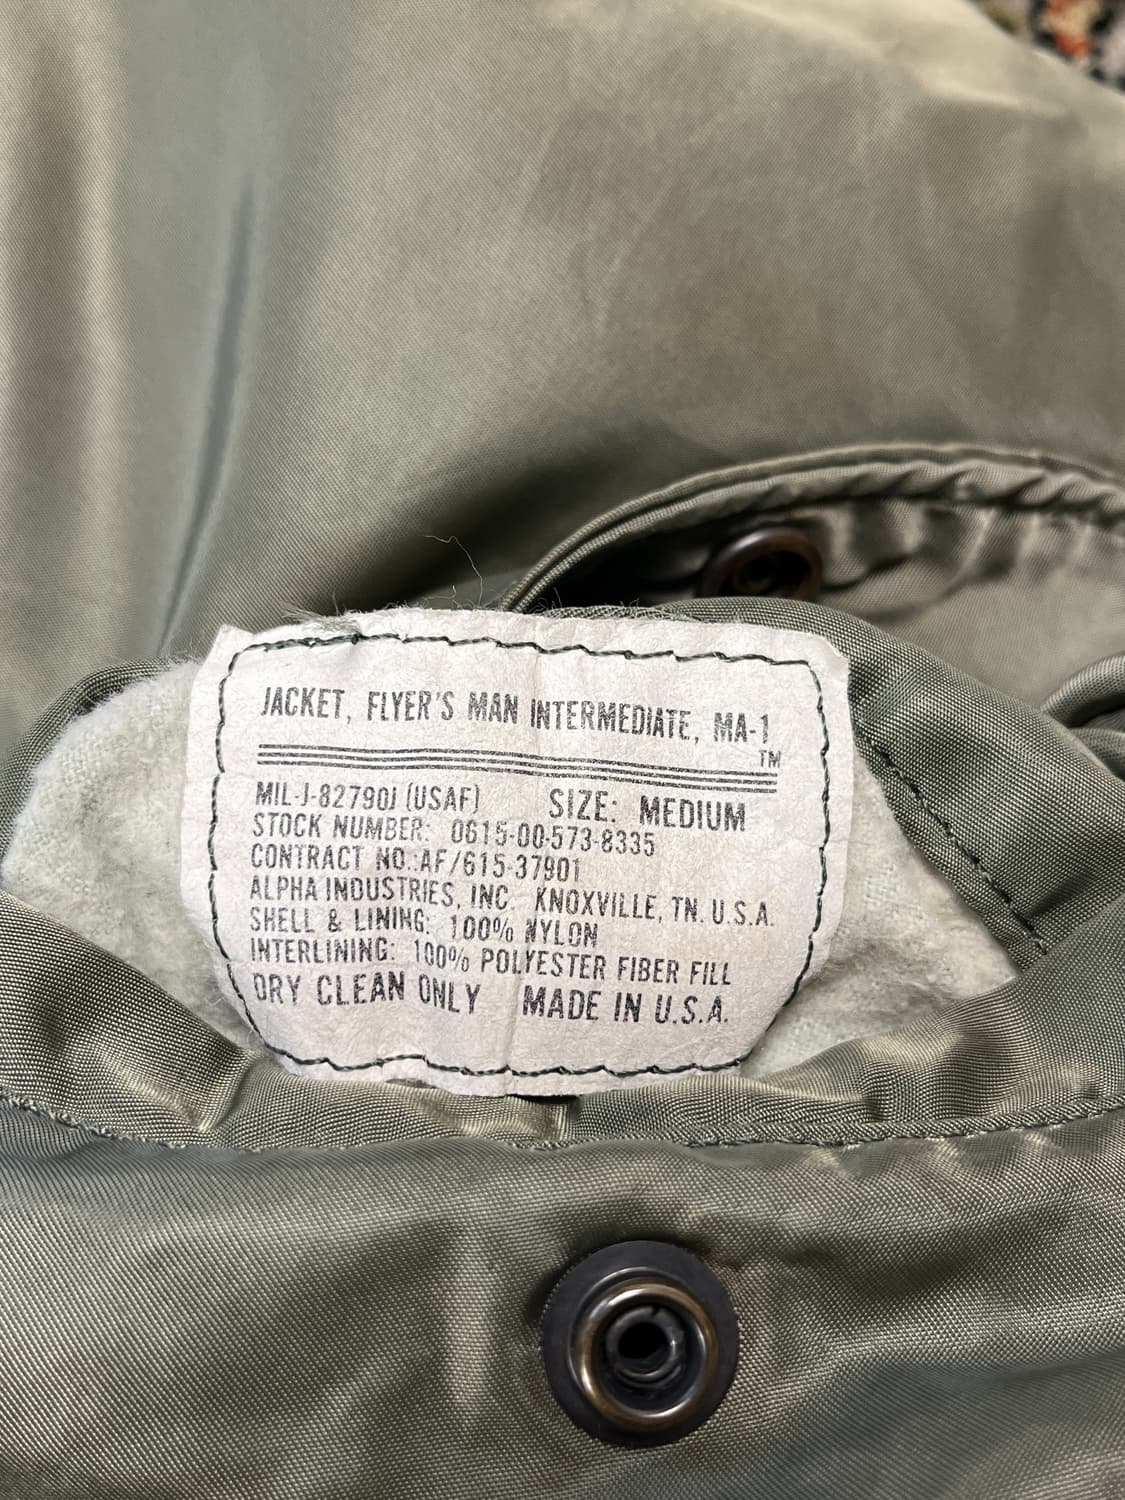 JACKET, FLYER'S MAN INTERMEDIATE, MA-1
TM
MIL-J-82790J (USAF) SIZE: MEDIUM
STOCK NUMBER: 0615-00-573-8335
CONTRACT NO.:AF/615-37901
ALPHA INDUSTRIES, INC. KNOXVILLE, TN. U.S.A.
SHELL & LINING: 100% NYLON
INTERLINING: 100% POLYESTER FIBER FILL
DRY CLEAN ONLY MADE IN U.S.A.